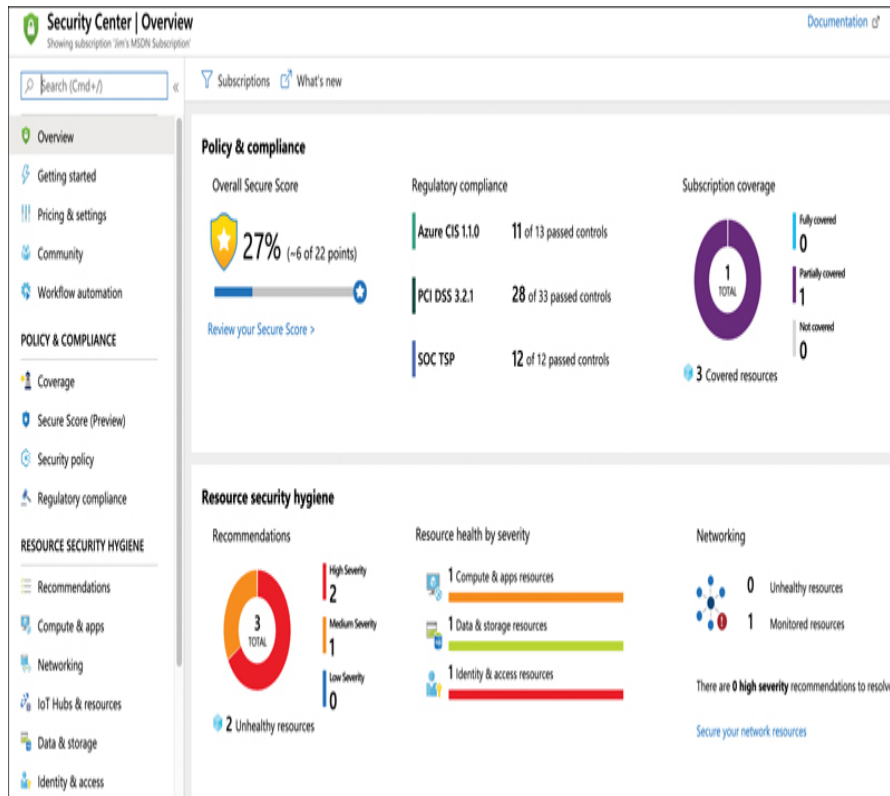 Security Center | Overview
Showing subscription 'Jim's MSDN Subscription'
Documentation
Search (Cmd+/)
«
Subscriptions
What's new
Overview
Getting started
Pricing & settings
Community
Workflow automation
POLICY & COMPLIANCE
Coverage
Secure Score (Preview)
Security policy
Regulatory compliance
RESOURCE SECURITY HYGIENE
Recommendations
Compute & apps
Networking
IoT Hubs & resources
Data & storage
Identity & access
Policy & compliance
Overall Secure Score
27% (~6 of 22 points)
Review your Secure Score >
Regulatory compliance
Azure CIS 1.1.0 11 of 13 passed controls
PCI DSS 3.2.1 28 of 33 passed controls
SOC TSP 12 of 12 passed controls
Subscription coverage
1
TOTAL
Fully covered
0
Partially covered
1
Not covered
0
3 Covered resources
Resource security hygiene
Recommendations
3
TOTAL
High Severity
2
Medium Severity
1
Low Severity
0
2 Unhealthy resources
Resource health by severity
1 Compute & apps resources
1 Data & storage resources
1 Identity & access resources
Networking
0 Unhealthy resources
1 Monitored resources
There are 0 high severity recommendations to resolve
Secure your network resources